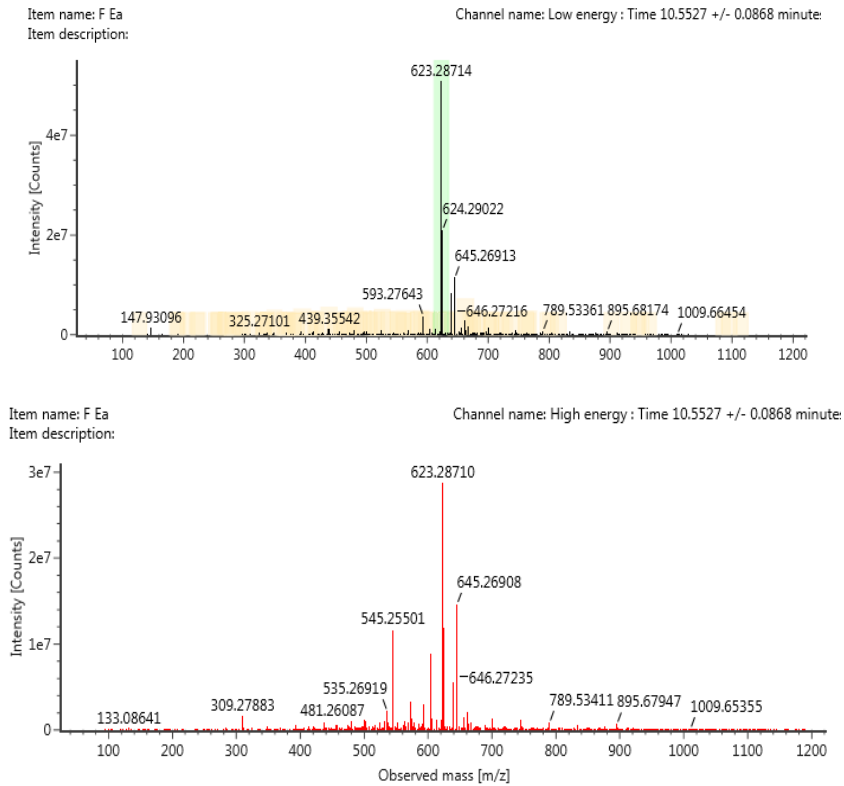 Item name: F Ea
Channel name: Low energy : Time 10.5527 +/- 0.0868 minute
Item description:
623.28714
4e7
Intensity [Counts]
624.29022
2e7
645.26913
593.27643
646.27216
789.53361
895.68174
147.93096
325.27101
439.35542
1009.66454
0
100 200 300 400 500 600 700 800 900 1000 1100 1200
Item name: F Ea
Channel name: High energy : Time 10.5527 +/- 0.0868 minute
Item description:
3e7
623.28710
2e7
Intensity [Counts]
645.26908
545.25501
1e7
646.27235
535.26919
309.27883
481.26087
789.53411
895.67947
133.08641
1009.65355
0
100 200 300 400 500 600 700 800 900 1000 1100 1200
Observed mass [m/z]